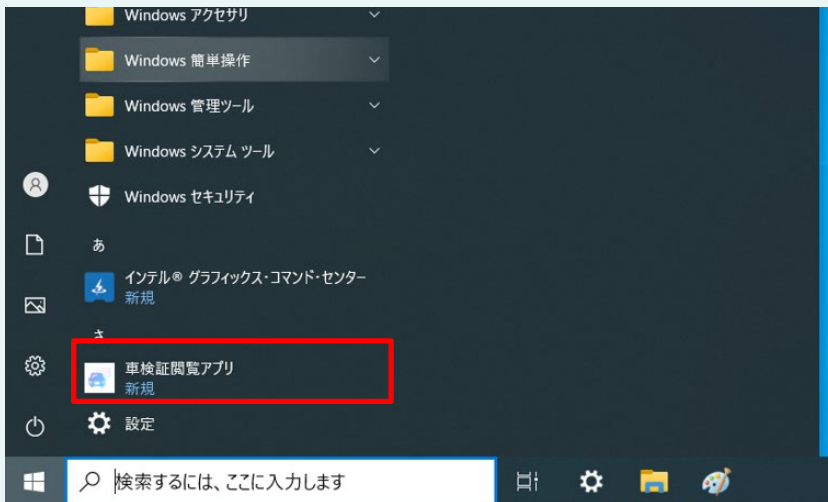 Windows アクセサリ
Windows 簡単操作
Windows 管理ツール
Windows システム ツール
Windows セキュリティ
あ
インテル® グラフィックス・コマンド・センター
新規
さ
車検証閲覧アプリ
新規
設定
検索するには、ここに入力します